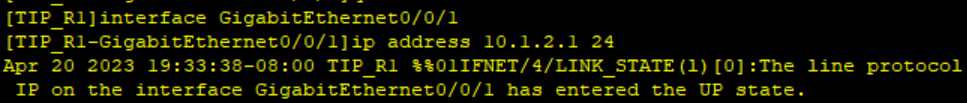 [TIP_R1]interface GigabitEthernet0/0/1
[TIP_R1-GigabitEthernet0/0/1]ip address 10.1.2.1 24
Apr 20 2023 19:33:38-08:00 TIP_R1 %%01IFNET/4/LINK_STATE(l)[0]:The line protocol
IP on the interface GigabitEthernet0/0/1 has entered the UP state.